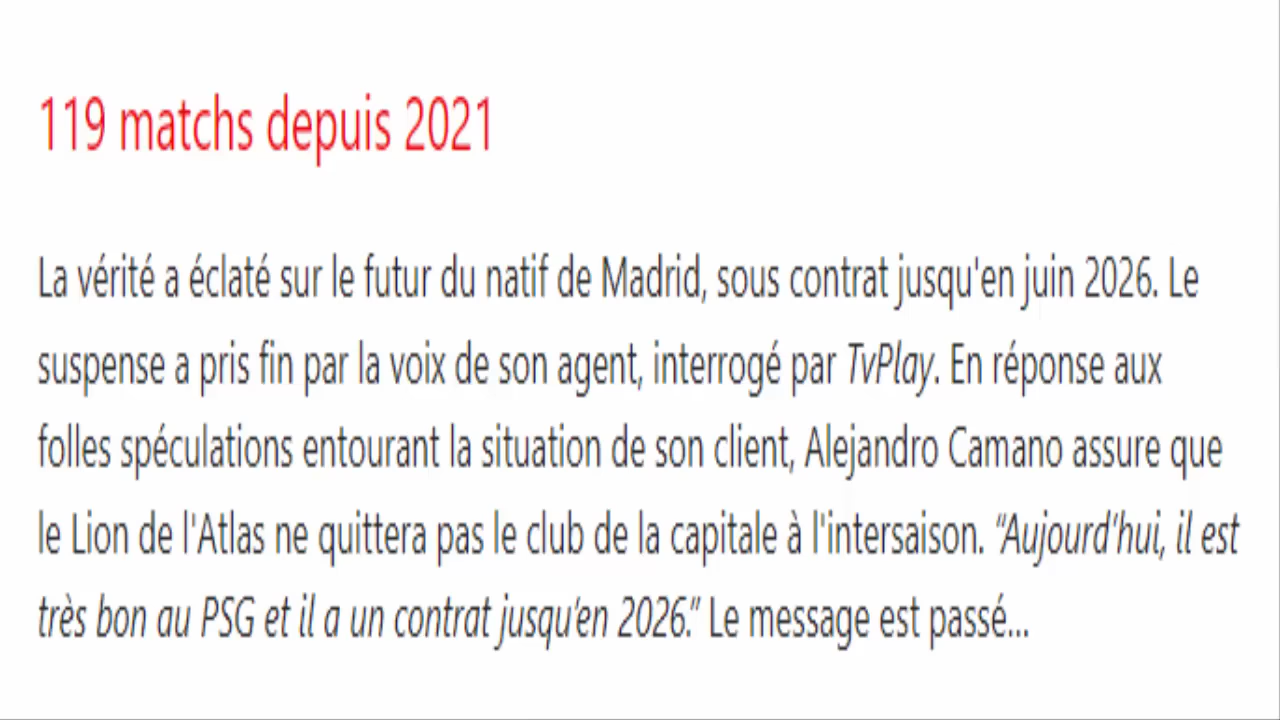 119 matchs depuis 2021
La vérité a éclaté sur le futur du natif de Madrid, sous contrat jusqu'en juin 2026. Le
suspense a pris fin par la voix de son agent, interrogé par TvPlay. En réponse aux
folles spéculations entourant la situation de son client, Alejandro Camano assure que
le Lion de l'Atlas ne quittera pas le club de la capitale à l'intersaison. “Aujourd’hui, il est
très bon au PSG et il a un contrat jusqu’en 2026.” Le message est passé...